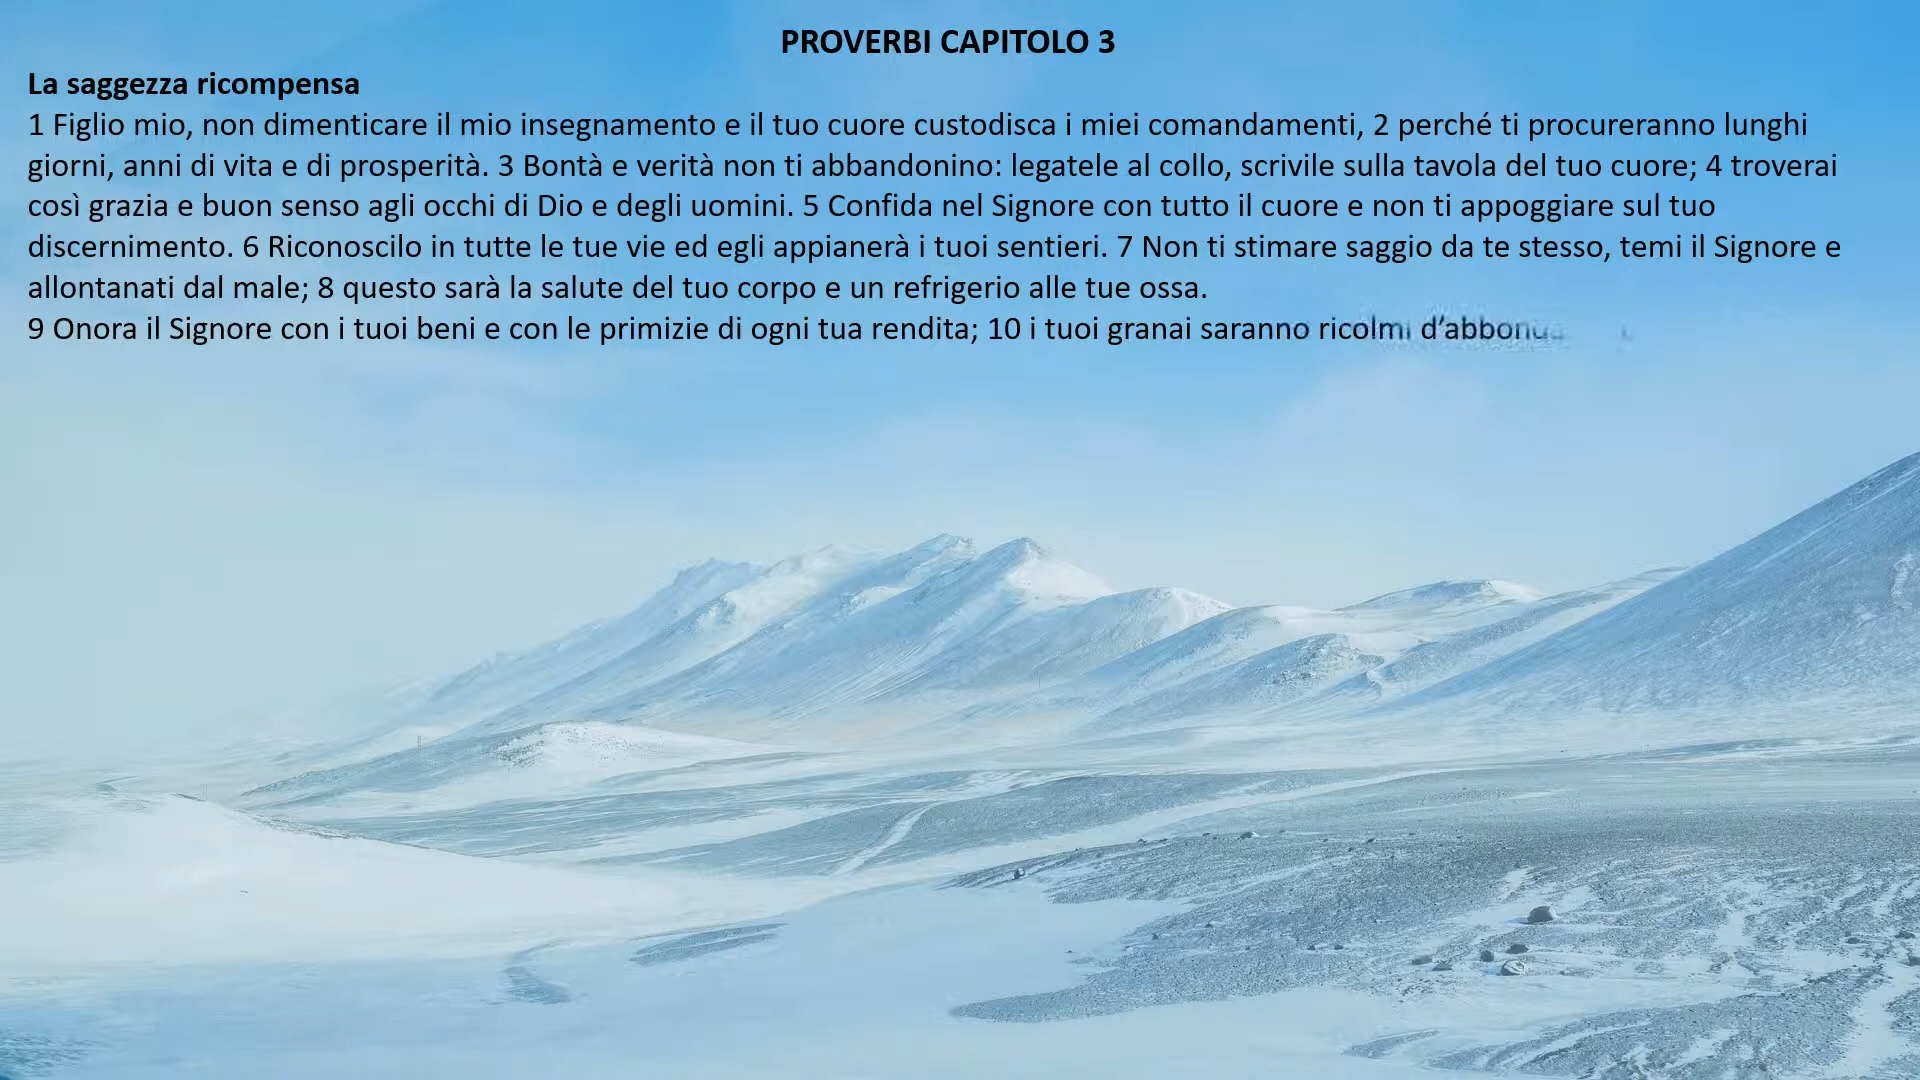 PROVERBI CAPITOLO 3
La saggezza ricompensa
1 Figlio mio, non dimenticare il mio insegnamento e il tuo cuore custodisca i miei comandamenti, 2 perché ti procureranno lunghi
giorni, anni di vita e di prosperità. 3 Bontà e verità non ti abbandonino: legatele al collo, scrivile sulla tavola del tuo cuore; 4 troverai
così grazia e buon senso agli occhi di Dio e degli uomini. 5 Confida nel Signore con tutto il cuore e non ti appoggiare sul tuo
discernimento. 6 Riconoscilo in tutte le tue vie ed egli appianerà i tuoi sentieri. 7 Non ti stimare saggio da te stesso, temi il Signore e
allontanati dal male; 8 questo sarà la salute del tuo corpo e un refrigerio alle tue ossa.
9 Onora il Signore con i tuoi beni e con le primizie di ogni tua rendita; 10 i tuoi granai saranno ricolmi